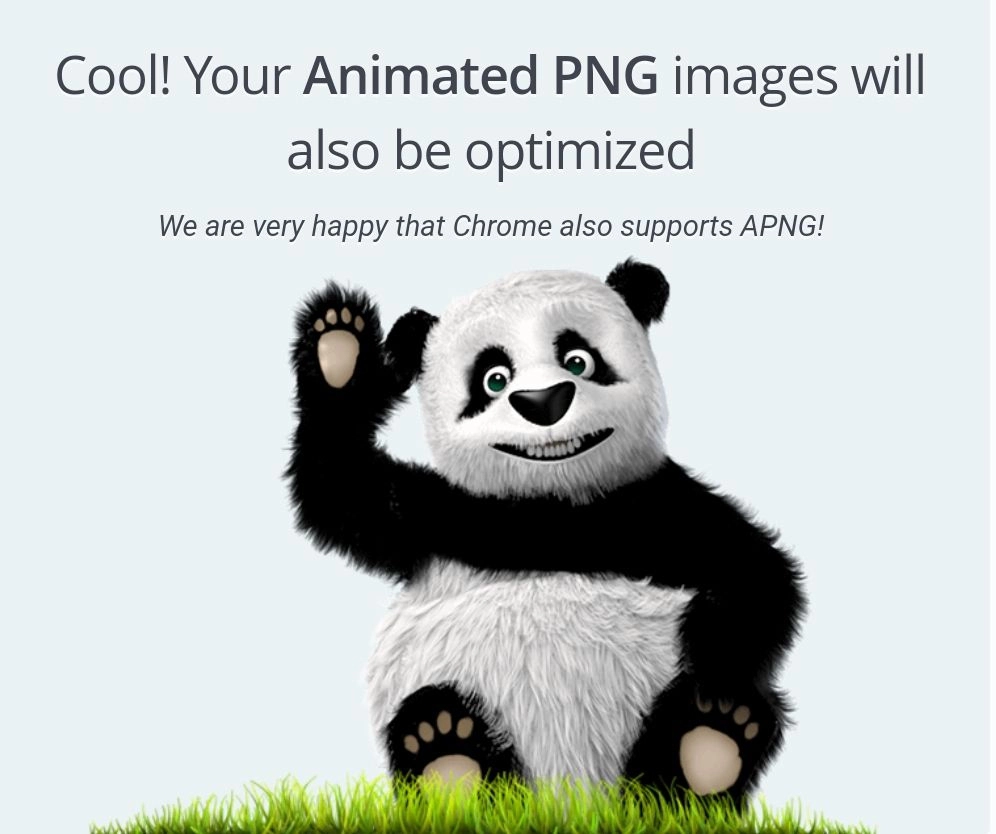 Cool! Your Animated PNG images will
also be optimized
We are very happy that Chrome also supports APNG!